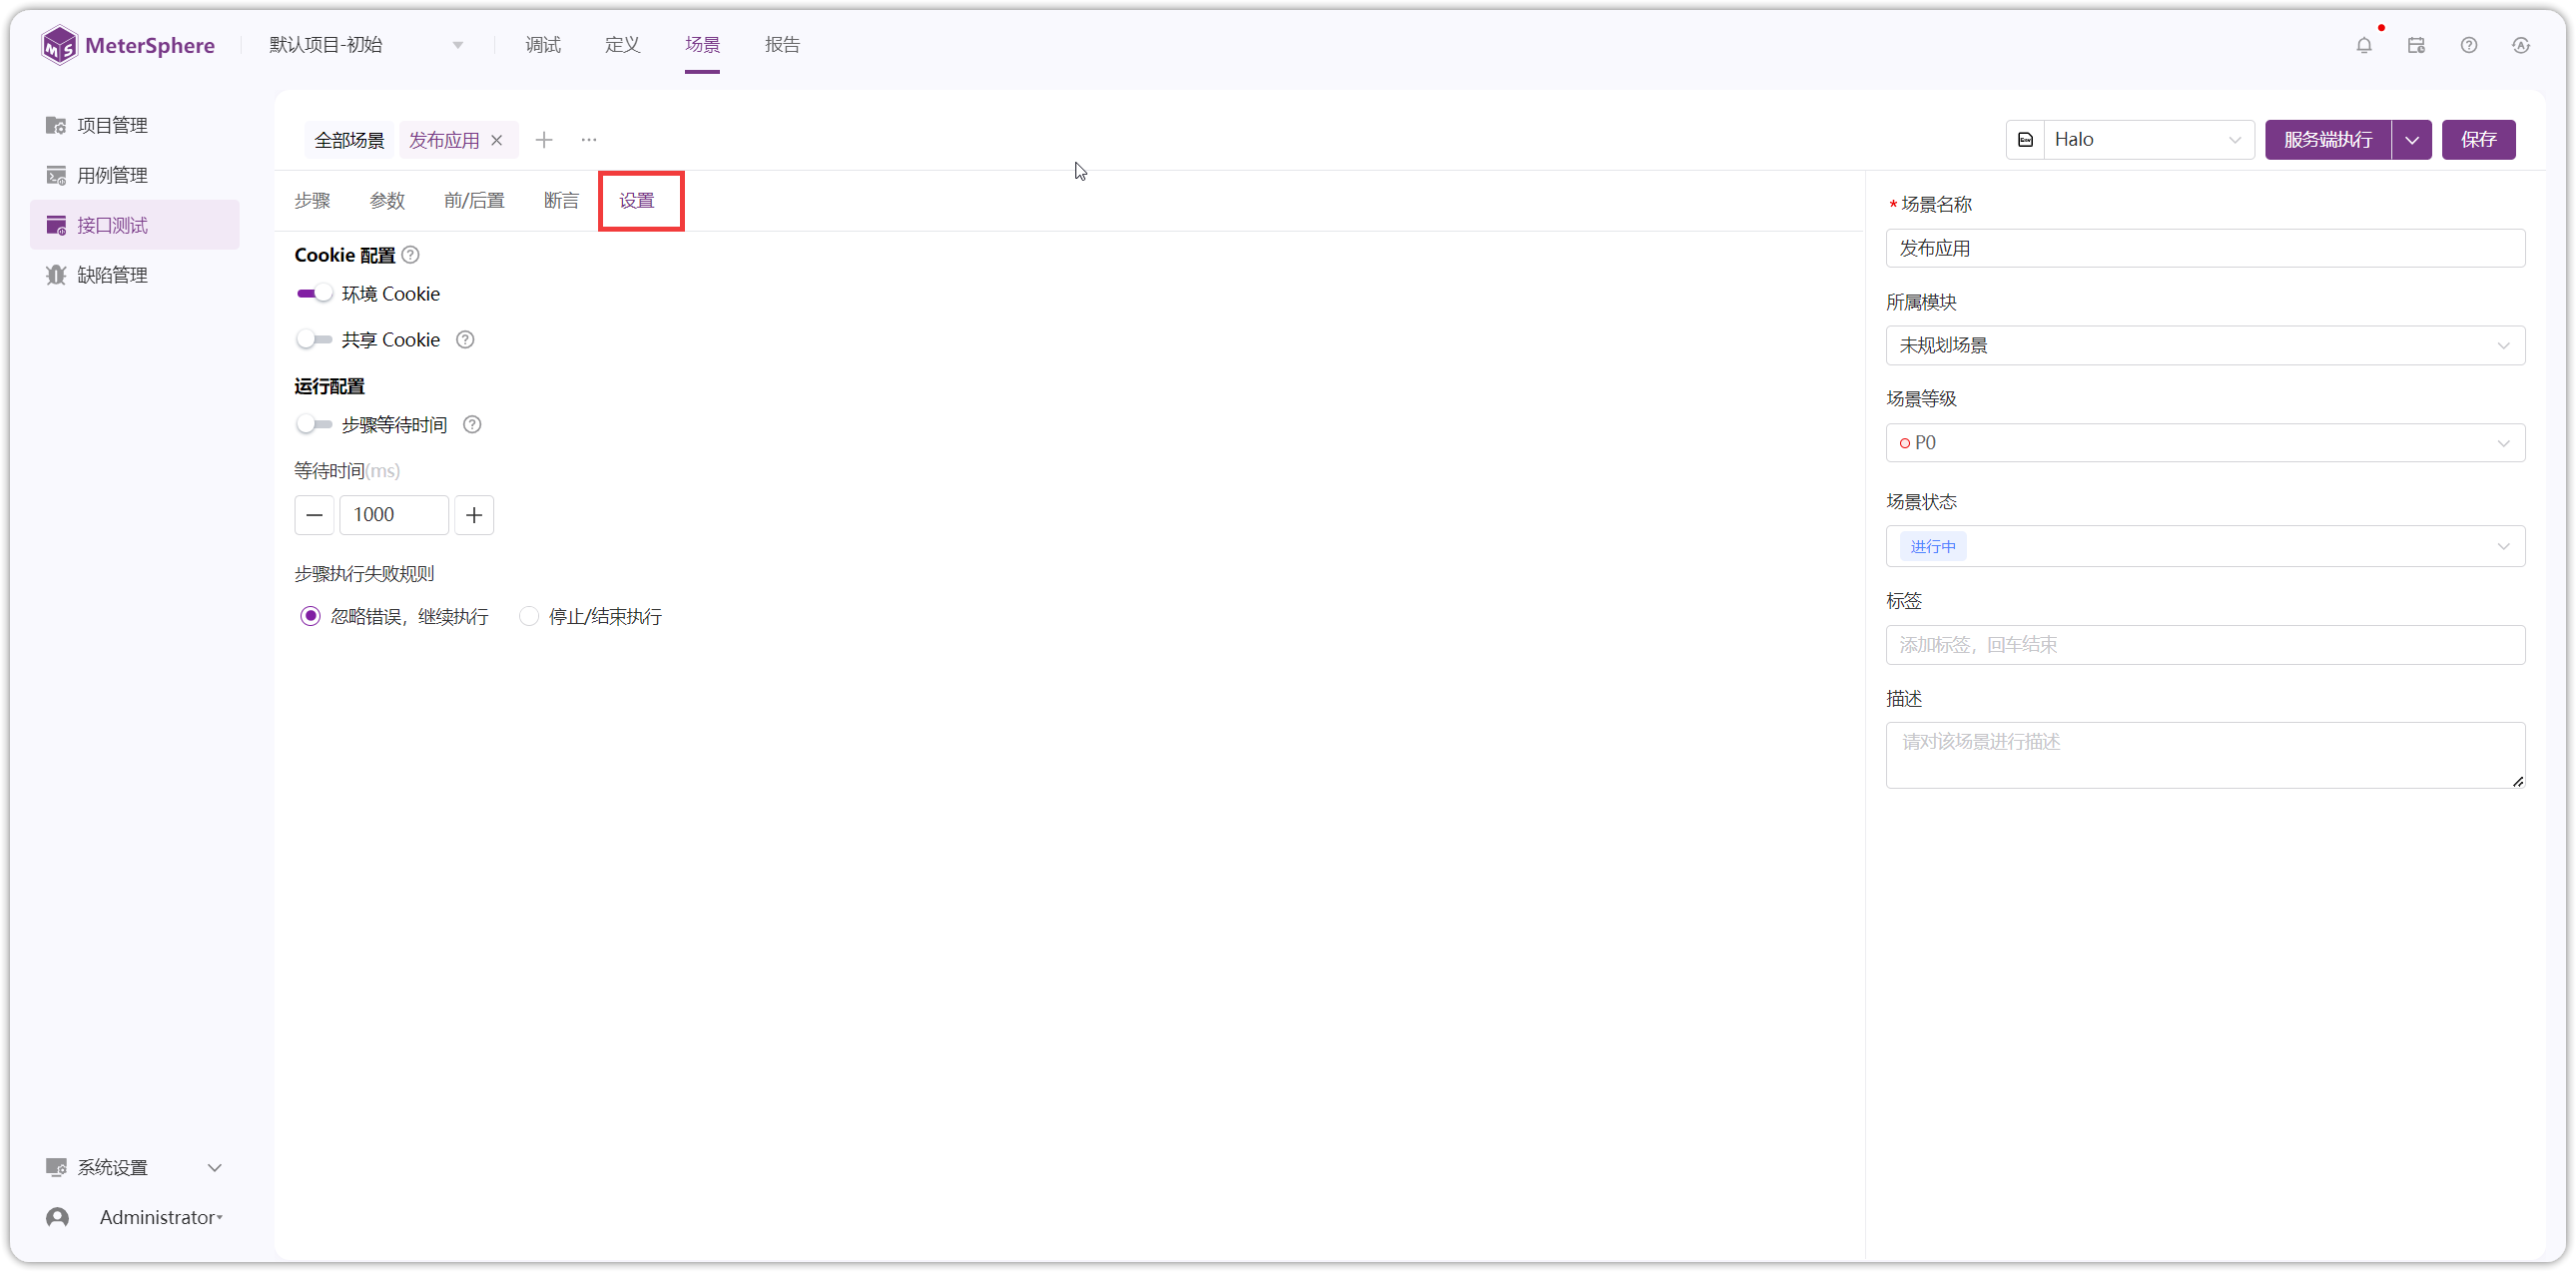 MeterSphere
默认项目-初始
调试
定义
场景
报告
项目管理
用例管理
接口测试
缺陷管理
系统设置
Administrator
全部场景
发布应用
Halo
服务端执行
保存
步骤
参数
前/后置
断言
设置
Cookie 配置
环境 Cookie
共享 Cookie
运行配置
步骤等待时间
等待时间(ms)
1000
步骤执行失败规则
忽略错误，继续执行
停止/结束执行
* 场景名称
发布应用
所属模块
未规划场景
场景等级
P0
场景状态
进行中
标签
添加标签，回车结束
描述
请对该场景进行描述